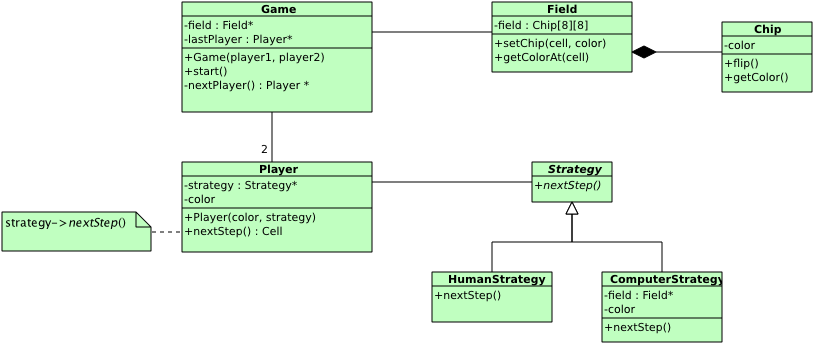 Game
-field : Field*
-lastPlayer : Player*
+Game(player1, player2)
+start()
-nextPlayer() : Player *
Field
-field : Chip[8][8]
+setChip(cell, color)
+getColorAt(cell)
Chip
-color
+flip()
+getColor()
2
Player
-strategy : Strategy*
-color
+Player(color, strategy)
+nextStep() : Cell
Strategy
+nextStep()
strategy->nextStep()
HumanStrategy
+nextStep()
ComputerStrategy
-field : Field*
-color
+nextStep()